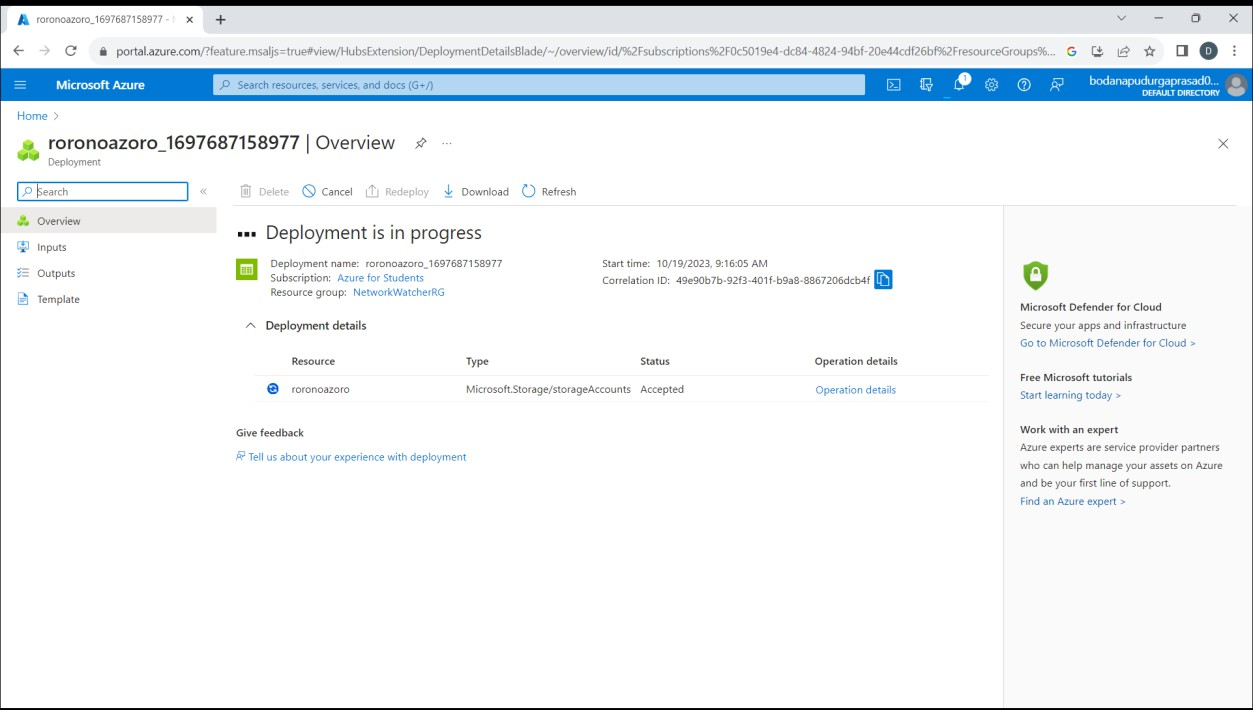 roronoazoro_1697687158977 -
portal.azure.com/?feature.msaljs=true#view/HubsExtension/DeploymentDetailsBlade/~/overview/id/%2Fsubscriptions%2F0c5019e4-dc84-4824-94bf-20e44cdf26bf%2FresourceGroups%...
D
Microsoft Azure
Search resources, services, and docs (G+/)
1
bodanapudurgaprasad0...
DEFAULT DIRECTORY
Home >
roronoazoro_1697687158977 | Overview
...
Deployment
Search
«
Delete
Cancel
Redeploy
Download
Refresh
Overview
Inputs
Outputs
Template
Deployment is in progress
Deployment name: roronoazoro_1697687158977
Subscription: Azure for Students
Resource group: NetworkWatcherRG
Start time: 10/19/2023, 9:16:05 AM
Correlation ID: 49e90b7b-92f3-401f-b9a8-8867206dcb4f
Deployment details
Resource Type Status Operation details
roronoazoro Microsoft.Storage/storageAccounts Accepted Operation details
Give feedback
Tell us about your experience with deployment
Microsoft Defender for Cloud
Secure your apps and infrastructure
Go to Microsoft Defender for Cloud >
Free Microsoft tutorials
Start learning today >
Work with an expert
Azure experts are service provider partners
who can help manage your assets on Azure
and be your first line of support.
Find an Azure expert >